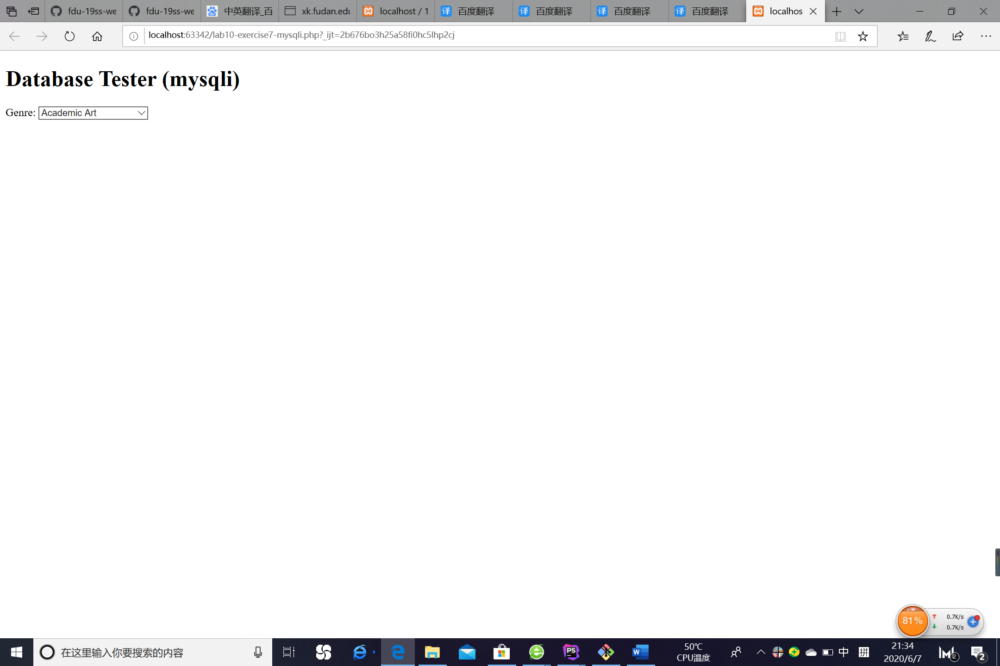 fdu-19ss-we
fdu-19ss-we
中英翻译_百
xk.fudan.edu
localhost / 1
百度翻译
百度翻译
百度翻译
百度翻译
localhos
localhost:63342/lab10-exercise7-mysqli.php?_ijt=2b676bo3h25a58fi0hc5lhp2cj
Database Tester (mysqli)
Genre: Academic Art
81%
0.7K/s
0.7K/s
在这里输入你要搜索的内容
50℃
CPU温度
中
拼
21:34
2020/6/7
2
2